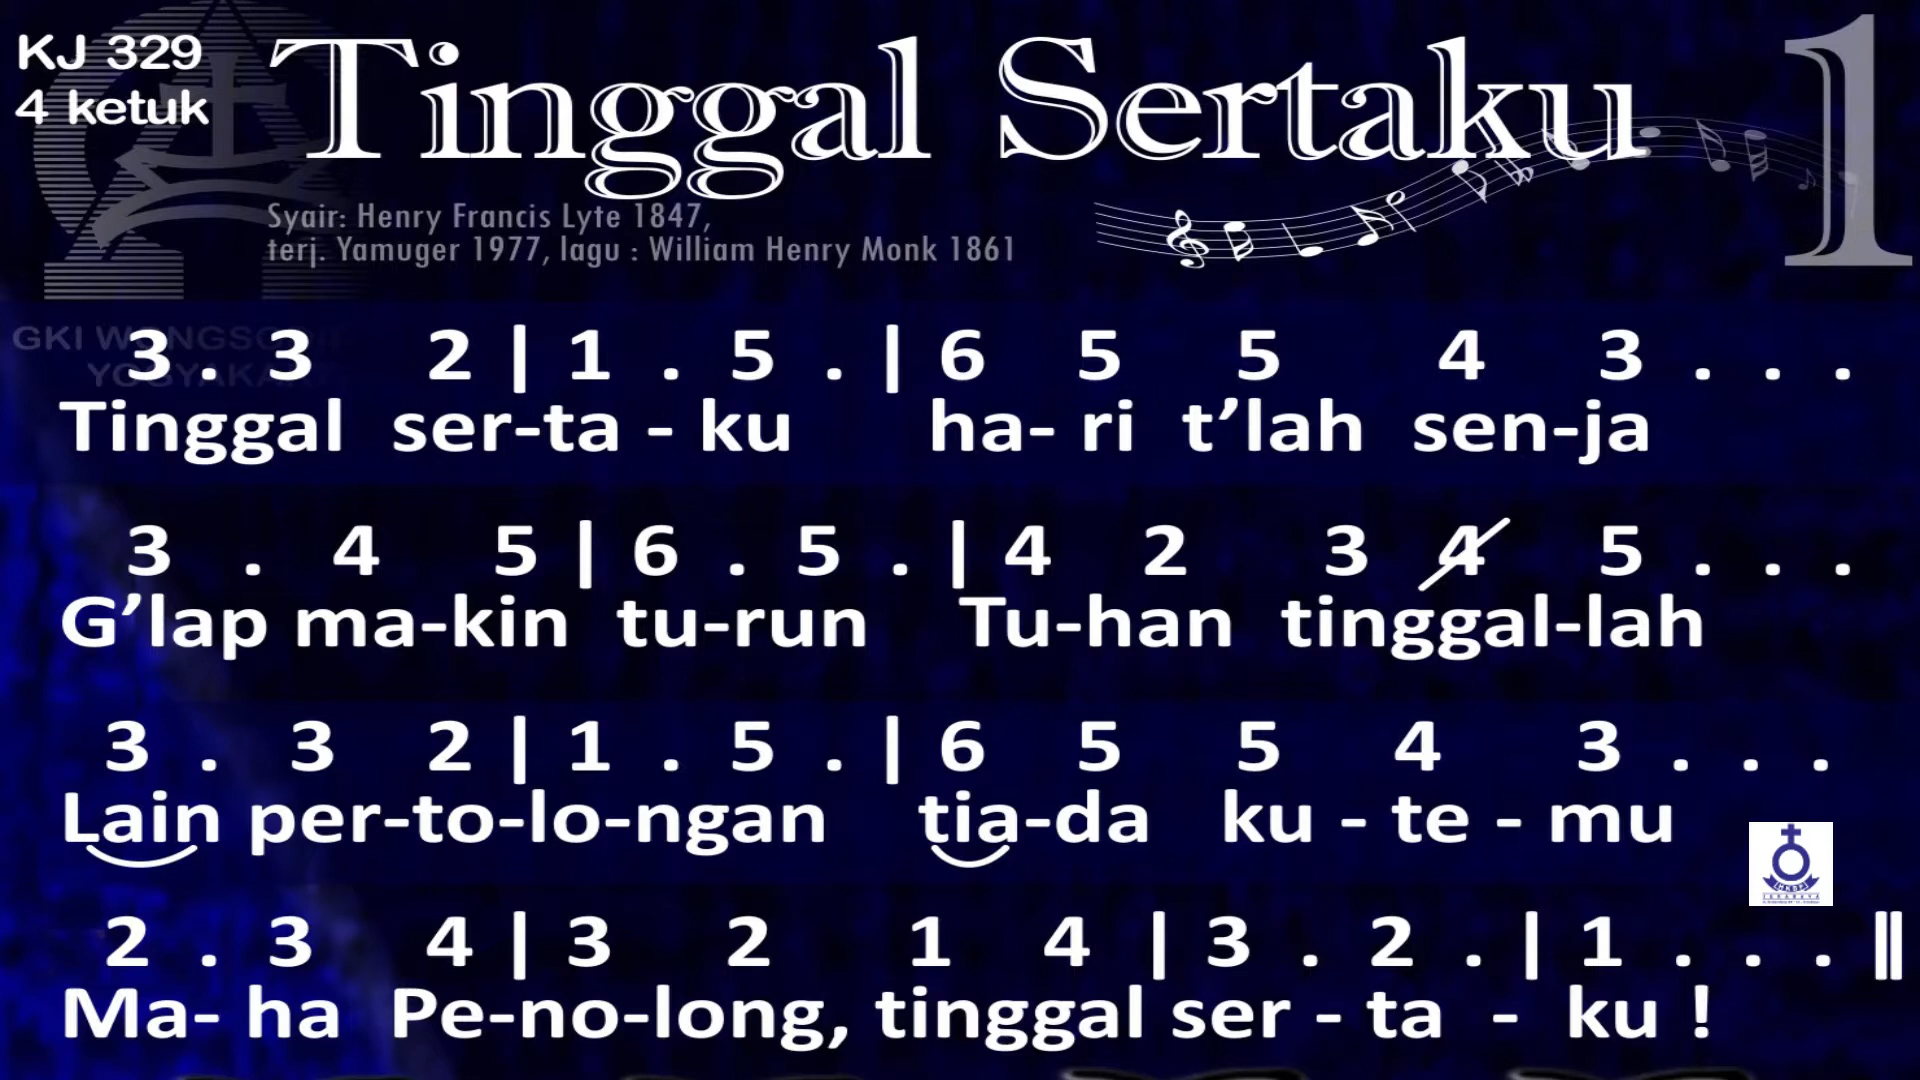 KJ 329
4 ketuk
Tinggal Sertaku
1
Syair: Henry Francis Lyte 1847,
terj. Yamuger 1977, lagu : William Henry Monk 1861
3 . 3 2 | 1 . 5 . | 6 5 5 4 3 . . .
Tinggal ser-ta - ku ha- ri t’lah sen-ja
3 . 4 5 | 6 . 5 . | 4 2 3 4̸ 5 . . .
G’lap ma-kin tu-run Tu-han tinggal-lah
3 . 3 2 | 1 . 5 . | 6 5 5 4 3 . . .
Lain per-to-lo-ngan tia-da ku - te - mu
2 . 3 4 | 3 2 1 4 | 3 . 2 . | 1 . . . ||
Ma- ha Pe-no-long, tinggal ser - ta - ku !